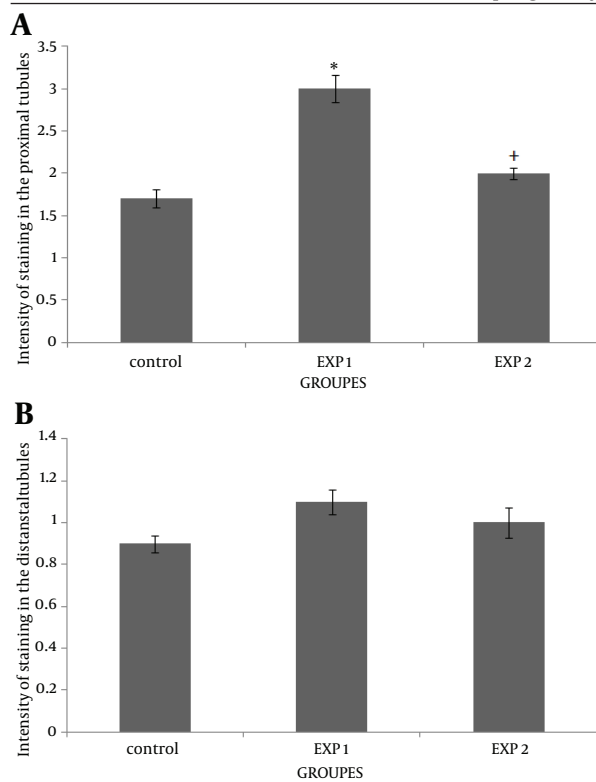 A
Intensity of staining in the proximal tubules
3.5
3
2.5
2
1.5
1
0.5
0
*
+
control EXP 1 EXP 2
GROUPES
B
Intensity of staining in the distanstaltubules
1.4
1.2
1
0.8
0.6
0.4
0.2
0
control EXP 1 EXP 2
GROUPES